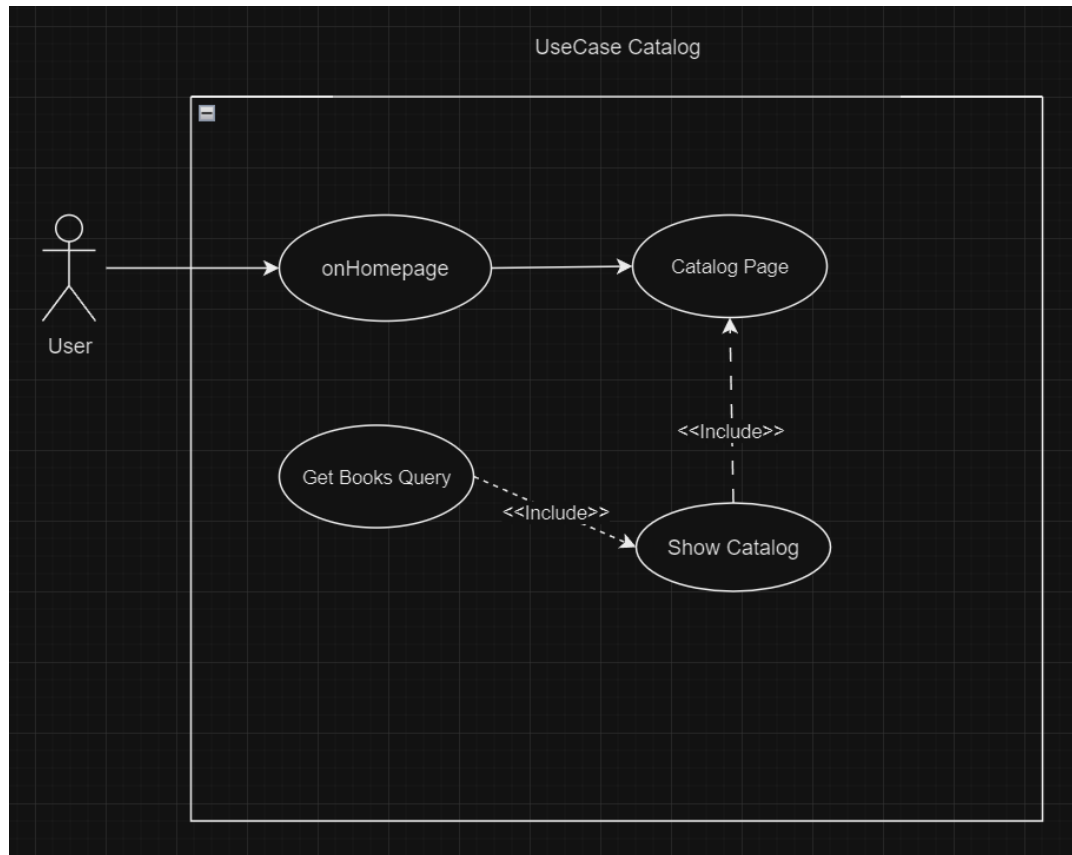 UseCase Catalog
onHomepage
Catalog Page
User
<<Include>>
Get Books Query
<<Include>>
Show Catalog